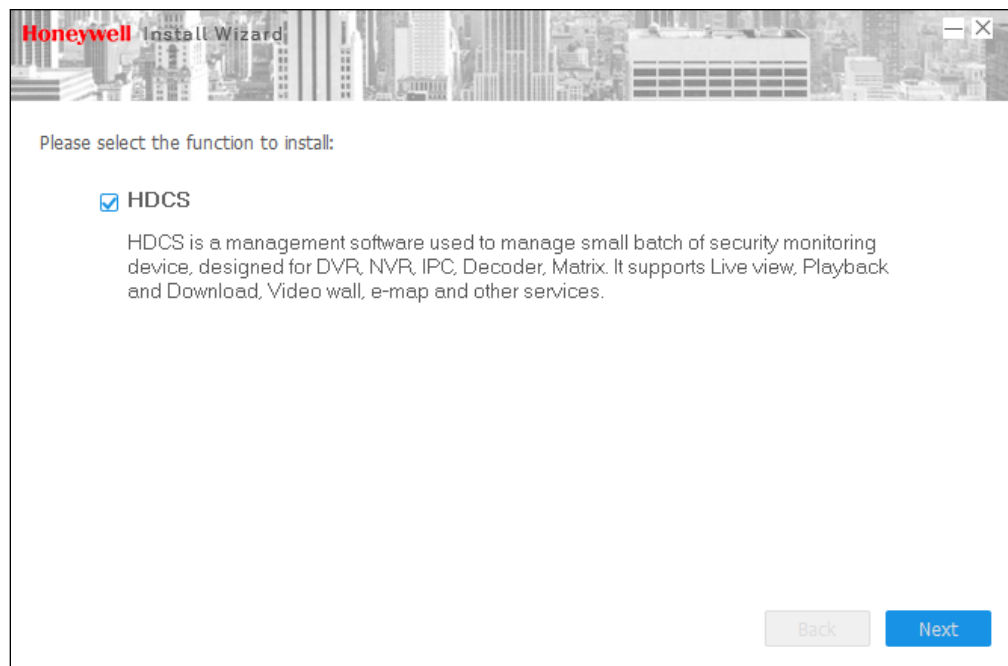 Honeywell Install Wizard
Please select the function to install:
HDCS
HDCS is a management software used to manage small batch of security monitoring
device, designed for DVR, NVR, IPC, Decoder, Matrix. It supports Live view, Playback
and Download, Video wall, e-map and other services.
Back Next